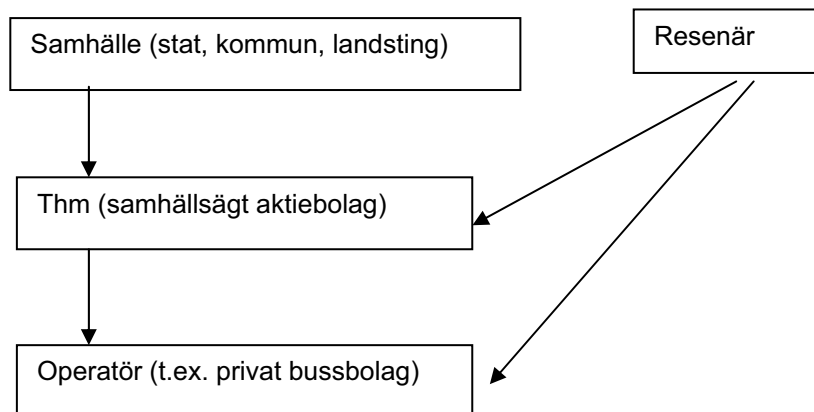 Samhälle (stat, kommun, landsting)
Resenär
Thm (samhällsägt aktiebolag)
Operatör (t.ex. privat bussbolag)